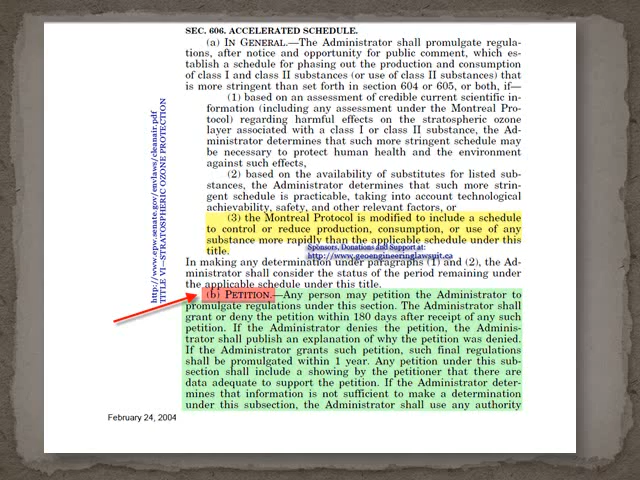 SEC. 606. ACCELERATED SCHEDULE.
(a) IN GENERAL.—The Administrator shall promulgate regula-
tions, after notice and opportunity for public comment, which es-
tablish a schedule for phasing out the production and consumption
of class I and class II substances (or use of class II substances) that
is more stringent than set forth in section 604 or 605, or both, if—
(1) based on an assessment of credible current scientific in-
formation (including any assessment under the Montreal Pro-
tocol) regarding harmful effects on the stratospheric ozone
layer associated with a class I or class II substance, the Ad-
ministrator determines that such more stringent schedule may
be necessary to protect human health and the environment
against such effects,
(2) based on the availability of substitutes for listed sub-
stances, the Administrator determines that such more strin-
gent schedule is practicable, taking into account technological
achievability, safety, and other relevant factors, or
(3) the Montreal Protocol is modified to include a schedule
to control or reduce production, consumption, or use of any
substance more rapidly than the applicable schedule under this
title.
Sponsors, Donations and Support at:
http://www.geoengineeringlawsuit.ca
In making any determination under paragraphs (1) and (2), the Ad-
ministrator shall consider the status of the period remaining under
the applicable schedule under this title.
(b) PETITION.—Any person may petition the Administrator to
promulgate regulations under this section. The Administrator shall
grant or deny the petition within 180 days after receipt of any such
petition. If the Administrator denies the petition, the Adminis-
trator shall publish an explanation of why the petition was denied.
If the Administrator grants such petition, such final regulations
shall be promulgated within 1 year. Any petition under this sub-
section shall include a showing by the petitioner that there are
data adequate to support the petition. If the Administrator deter-
mines that information is not sufficient to make a determination
under this subsection, the Administrator shall use any authority
http://www.epw.senate.gov/envlaws/cleanair.pdf
TITLE VI—STRATOSPHERIC OZONE PROTECTION
February 24, 2004